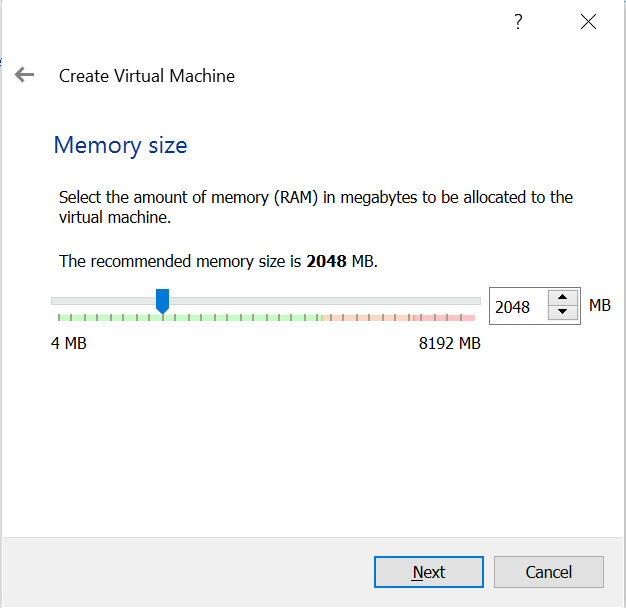 ?
Create Virtual Machine
Memory size
Select the amount of memory (RAM) in megabytes to be allocated to the
virtual machine.
The recommended memory size is 2048 MB.
2048 MB
4 MB 8192 MB
Next Cancel